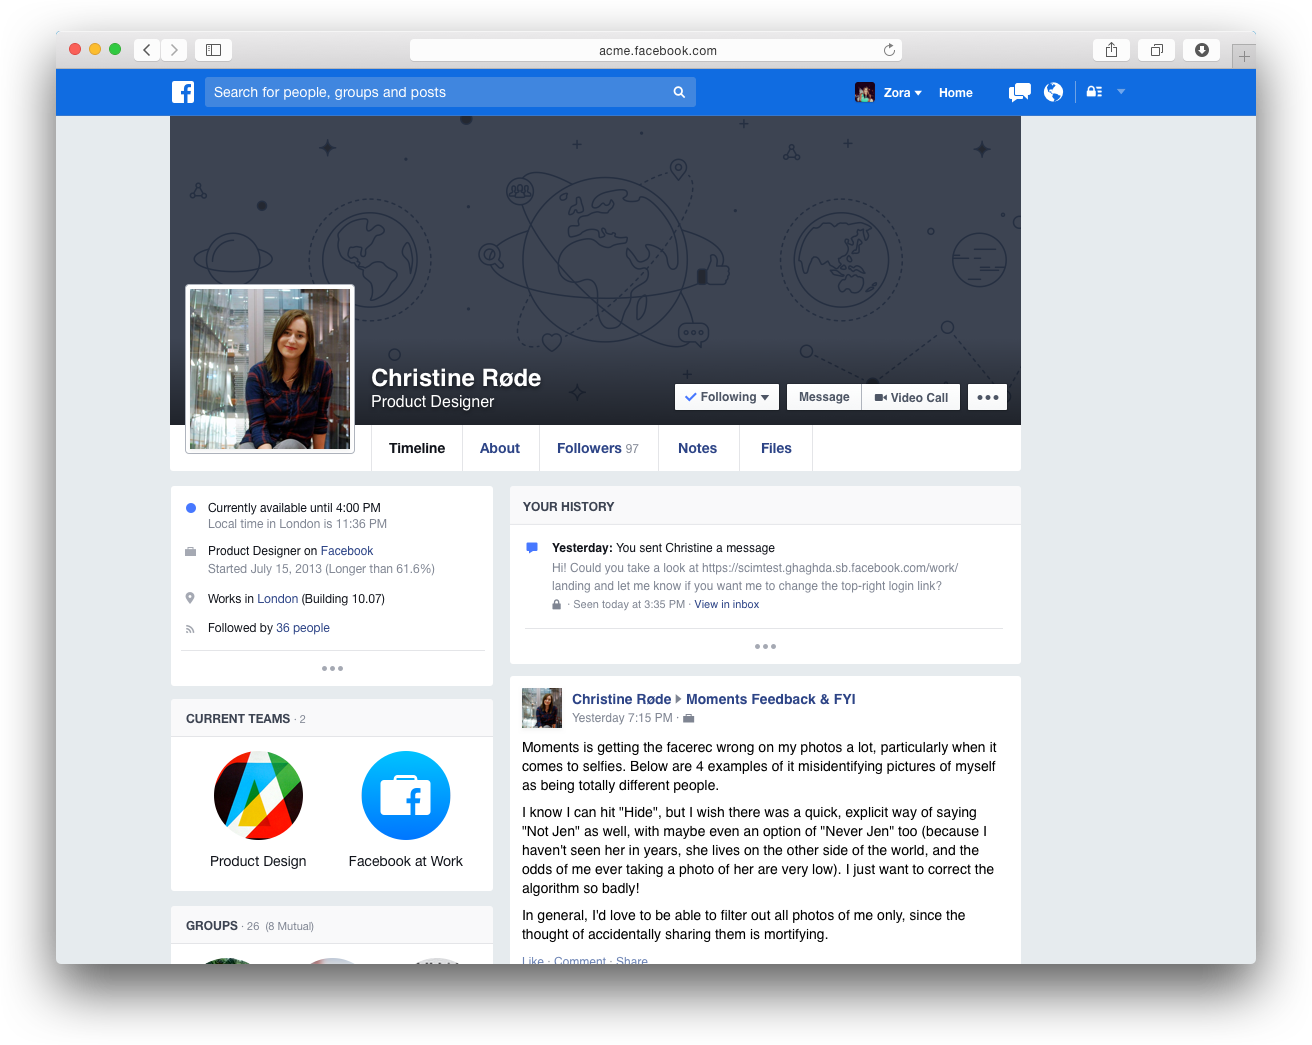 acme.facebook.com
Search for people, groups and posts
Zora
Home
Christine Røde
Product Designer
Following
Message
Video Call
Timeline
About
Followers 97
Notes
Files
Currently available until 4:00 PM
Local time in London is 11:36 PM
Product Designer on Facebook
Started July 15, 2013 (Longer than 61.6%)
Works in London (Building 10.07)
Followed by 36 people
CURRENT TEAMS · 2
Product Design
Facebook at Work
GROUPS · 26 (8 Mutual)
YOUR HISTORY
Yesterday: You sent Christine a message
Hi! Could you take a look at https://scimtest.ghaghda.sb.facebook.com/work/
landing and let me know if you want me to change the top-right login link?
· Seen today at 3:35 PM · View in inbox
Christine Røde Moments Feedback & FYI
Yesterday 7:15 PM ·
Moments is getting the facerec wrong on my photos a lot, particularly when it
comes to selfies. Below are 4 examples of it misidentifying pictures of myself
as being totally different people.
I know I can hit "Hide", but I wish there was a quick, explicit way of saying
"Not Jen" as well, with maybe even an option of "Never Jen" too (because I
haven't seen her in years, she lives on the other side of the world, and the
odds of me ever taking a photo of her are very low). I just want to correct the
algorithm so badly!
In general, I'd love to be able to filter out all photos of me only, since the
thought of accidentally sharing them is mortifying.
Like · Comment · Share